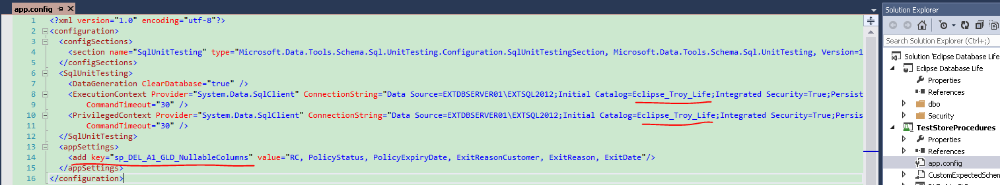 app.config
Solution Explorer
Search Solution Explorer (Ctrl+;)
1 <?xml version="1.0" encoding="utf-8"?>
2 <configuration>
3 <configSections>
4 <section name="SqlUnitTesting" type="Microsoft.Data.Tools.Schema.Sql.UnitTesting.Configuration.SqlUnitTestingSection, Microsoft.Data.Tools.Schema.Sql.UnitTesting, Version=1
5 </configSections>
6 <SqlUnitTesting>
7 <DataGeneration ClearDatabase="true" />
8 <ExecutionContext Provider="System.Data.SqlClient" ConnectionString="Data Source=EXTDBSERVER01\EXTSQL2012;Initial Catalog=Eclipse_Troy_Life;Integrated Security=True;Persist
9 CommandTimeout="30" />
10 <PrivilegedContext Provider="System.Data.SqlClient" ConnectionString="Data Source=EXTDBSERVER01\EXTSQL2012;Initial Catalog=Eclipse_Troy_Life;Integrated Security=True;Persis
11 CommandTimeout="30" />
12 </SqlUnitTesting>
13 <appSettings>
14 <add key="sp_DEL_A1_GLD_NullableColumns" value="RC, PolicyStatus, PolicyExpiryDate, ExitReasonCustomer, ExitReason, ExitDate"/>
15 </appSettings>
16 </configuration>
Solution 'Eclipse Database Life
Eclipse Database Life
Properties
References
dbo
Security
TestStoreProcedures
Properties
References
app.config
CustomExpectedSchem